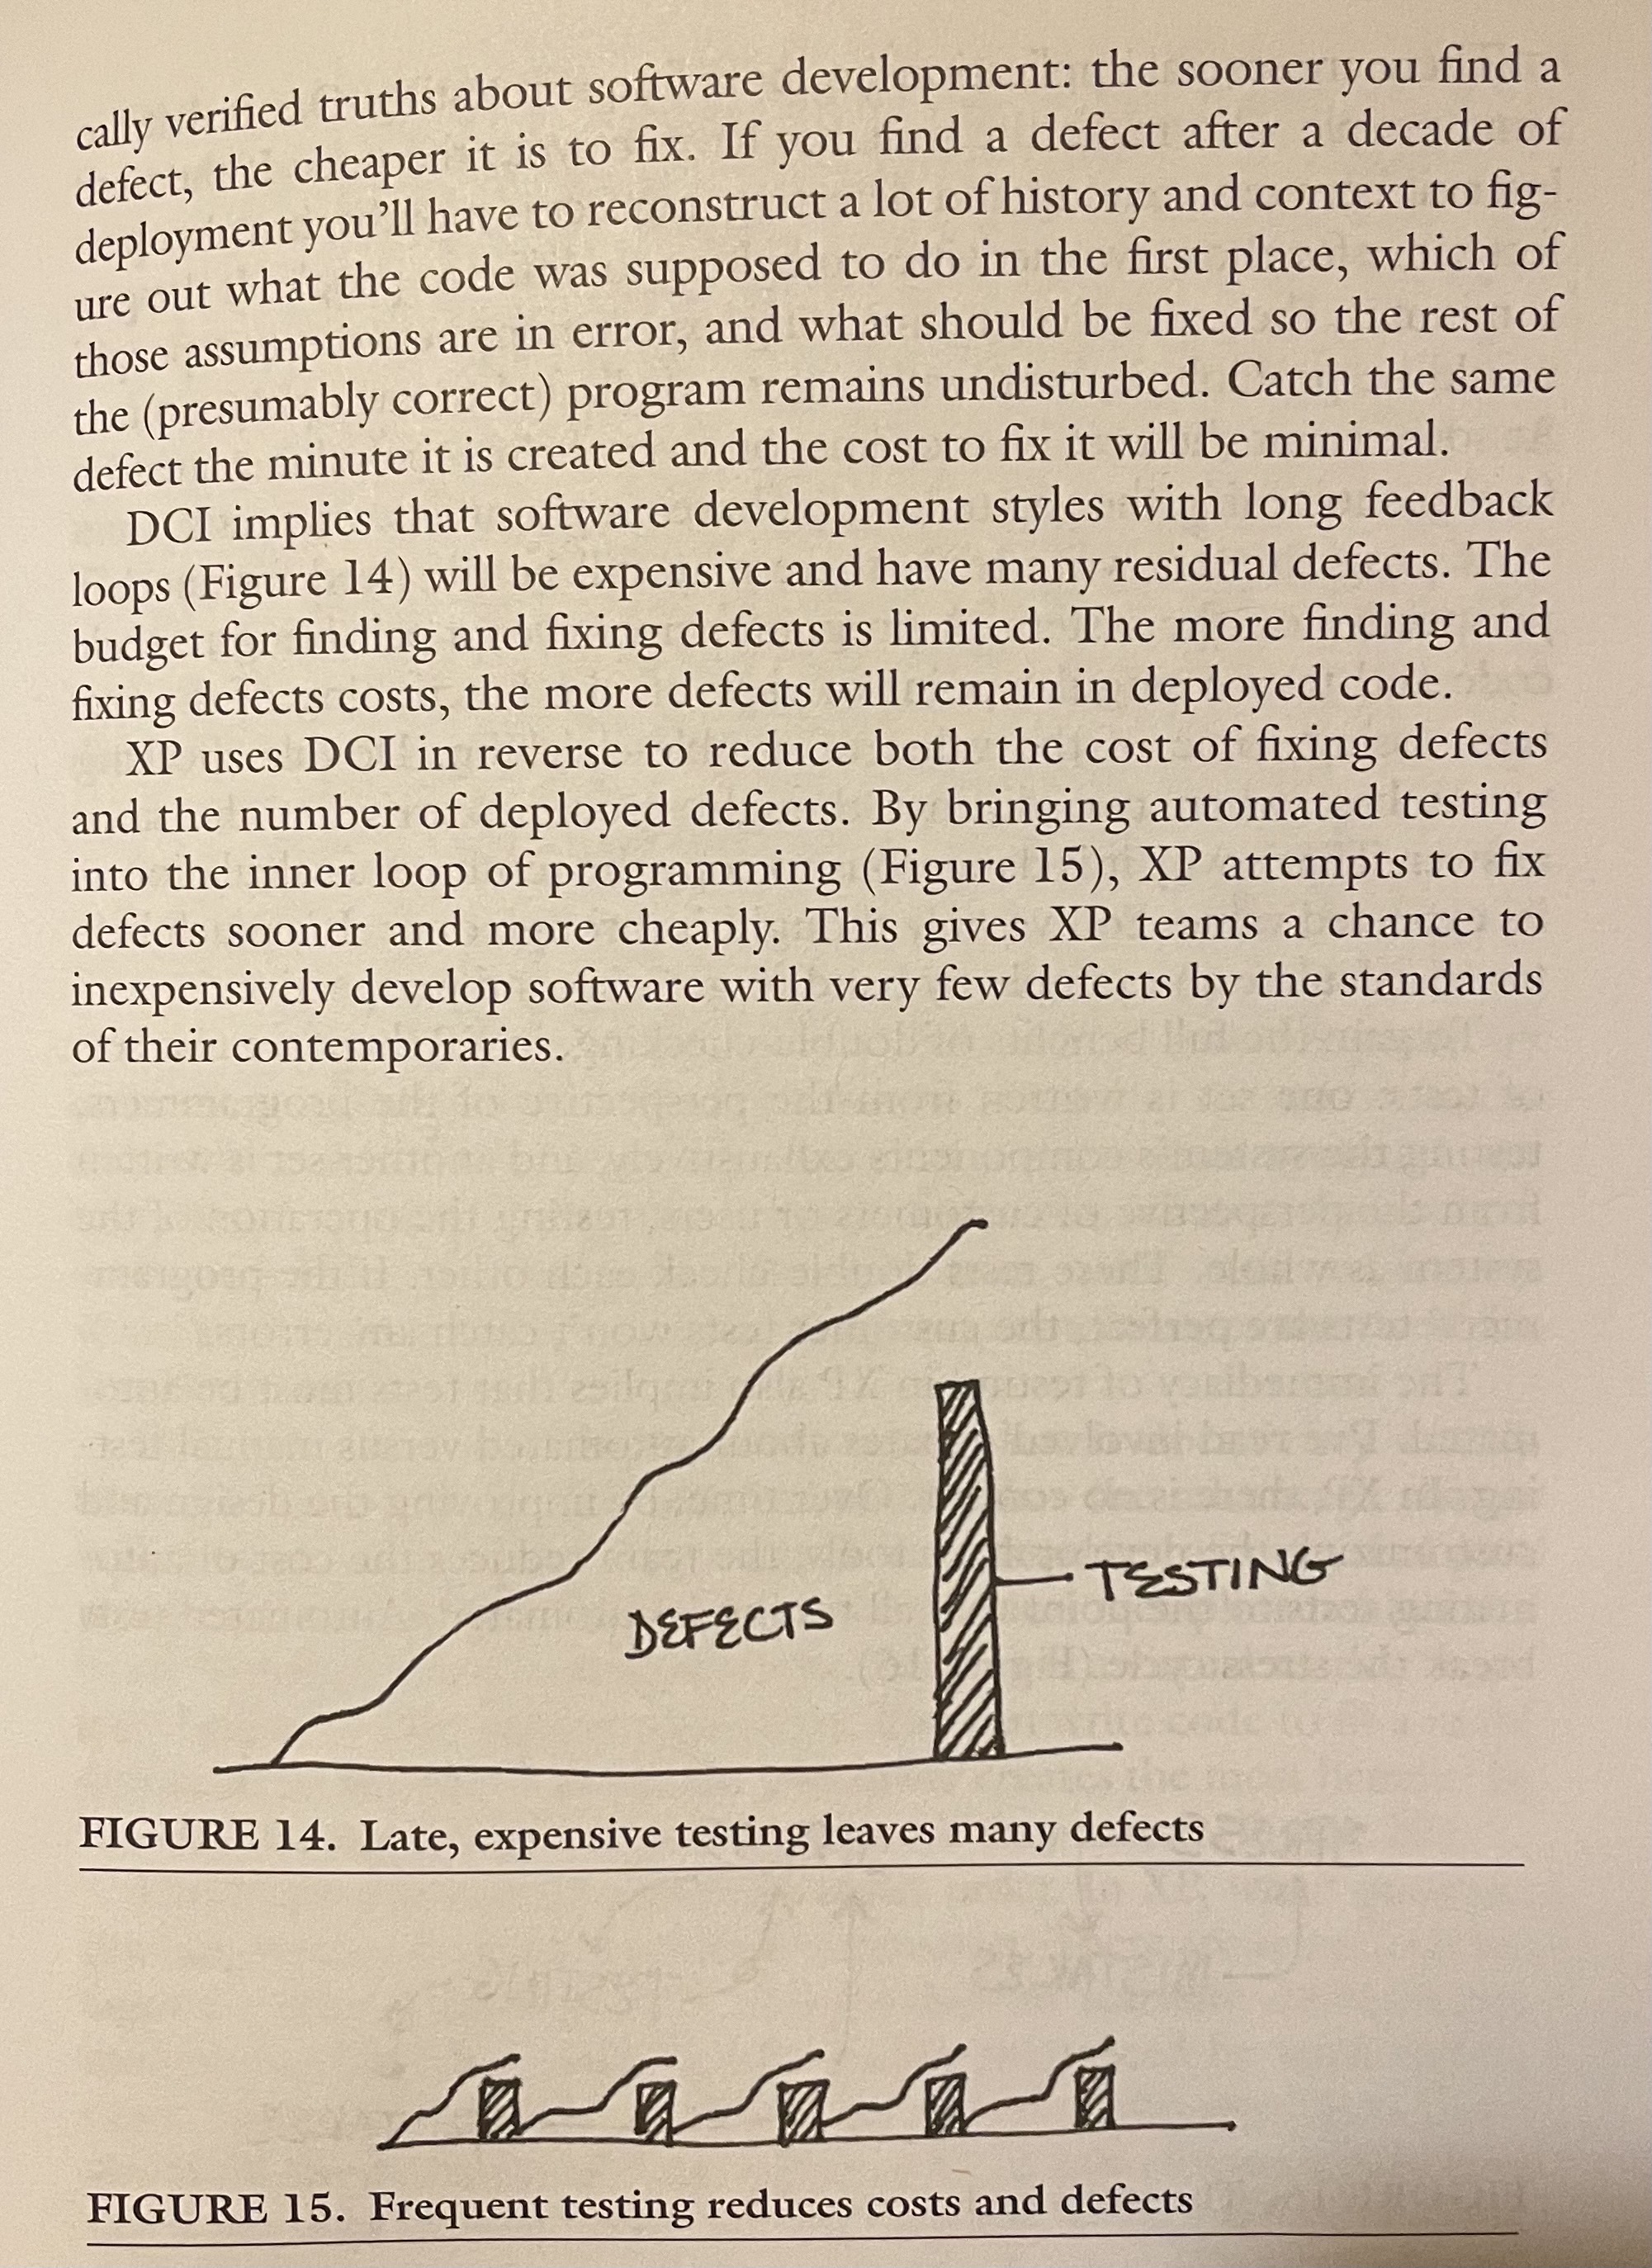 cally verified truths about software development: the sooner you find a
defect, the cheaper it is to fix. If you find a defect after a decade of
deployment you'll have to reconstruct a lot of history and context to fig-
ure out what the code was supposed to do in the first place, which of
those assumptions are in error, and what should be fixed so the rest of
the (presumably correct) program remains undisturbed. Catch the same
defect the minute it is created and the cost to fix it will be minimal.
DCI implies that software development styles with long feedback
loops (Figure 14) will be expensive and have many residual defects. The
budget for finding and fixing defects is limited. The more finding and
fixing defects costs, the more defects will remain in deployed code.
XP uses DCI in reverse to reduce both the cost of fixing defects
and the number of deployed defects. By bringing automated testing
into the inner loop of programming (Figure 15), XP attempts to fix
defects sooner and more cheaply. This gives XP teams a chance to
inexpensively develop software with very few defects by the standards
of their contemporaries.
DEFECTS
TESTING
FIGURE 14. Late, expensive testing leaves many defects
FIGURE 15. Frequent testing reduces costs and defects